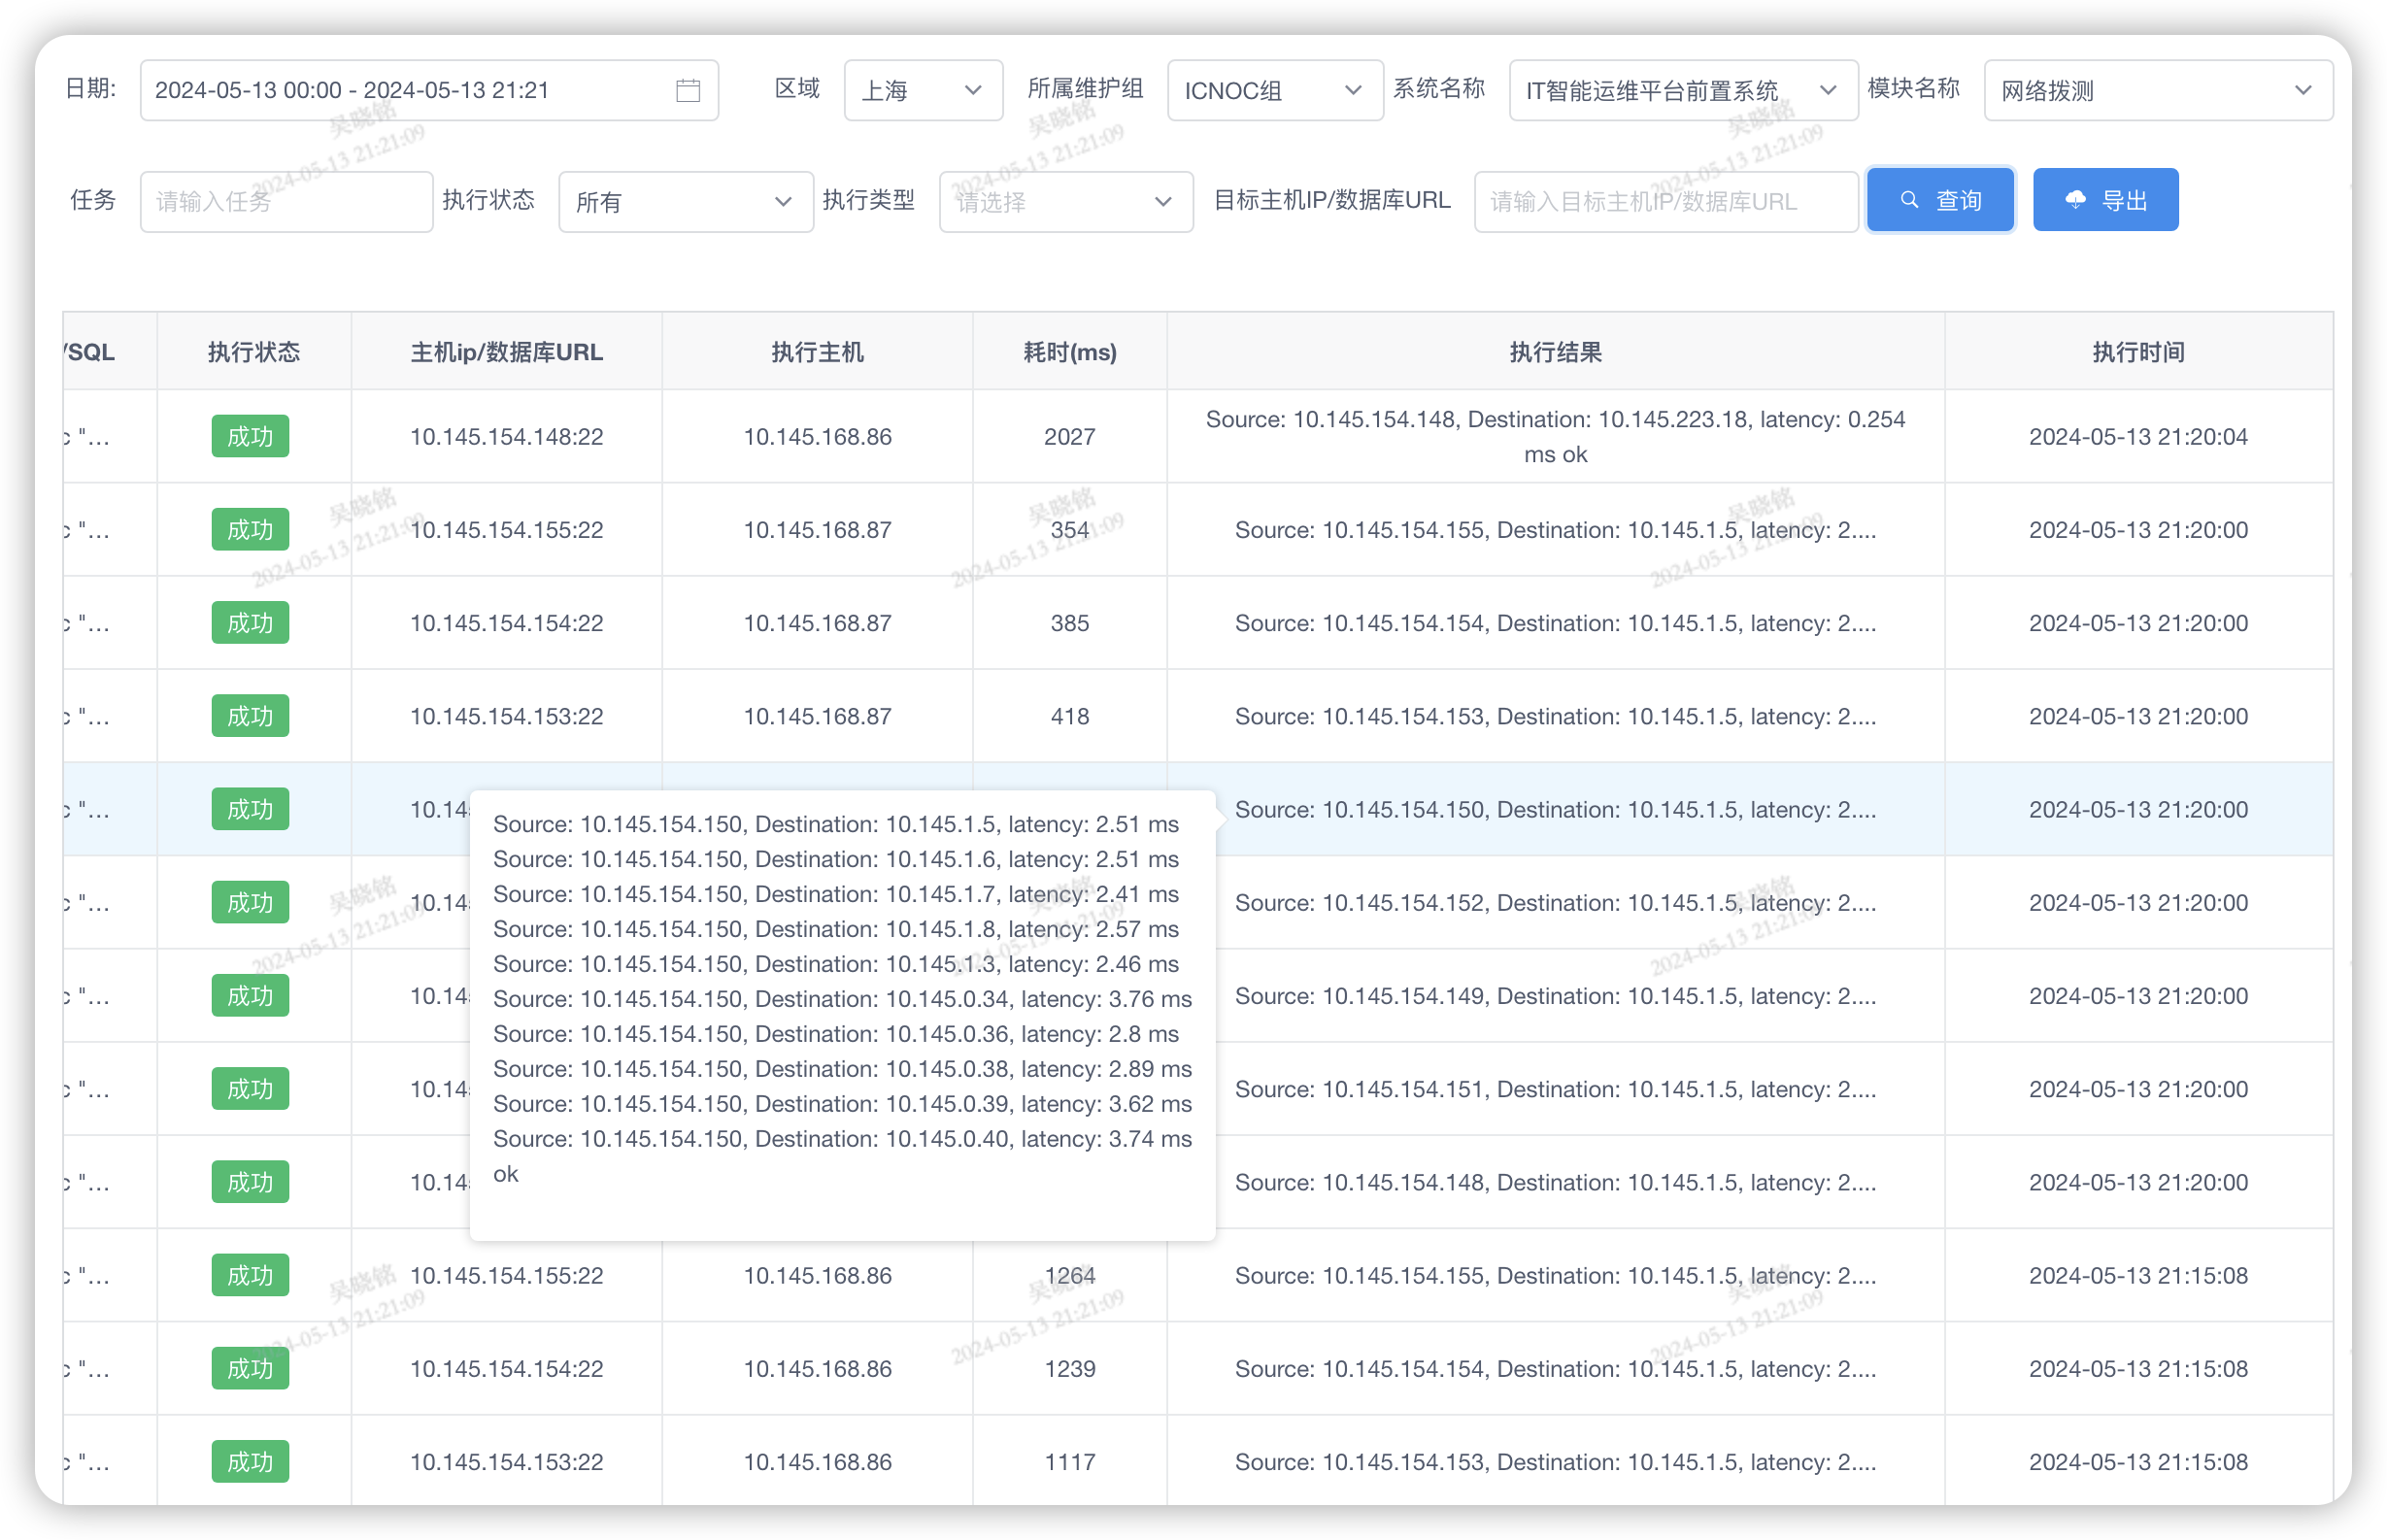 日期: 2024-05-13 00:00 - 2024-05-13 21:21 区域 上海 所属维护组 ICNOC组 系统名称 IT智能运维平台前置系统 模块名称 网络拨测
任务 请输入任务 执行状态 所有 执行类型 请选择 目标主机IP/数据库URL 请输入目标主机IP/数据库URL 查询 导出
/SQL 执行状态 主机ip/数据库URL 执行主机 耗时(ms) 执行结果 执行时间
c "... 成功 10.145.154.148:22 10.145.168.86 2027 Source: 10.145.154.148, Destination: 10.145.223.18, latency: 0.254
ms ok 2024-05-13 21:20:04
c "... 成功 10.145.154.155:22 10.145.168.87 354 Source: 10.145.154.155, Destination: 10.145.1.5, latency: 2.... 2024-05-13 21:20:00
c "... 成功 10.145.154.154:22 10.145.168.87 385 Source: 10.145.154.154, Destination: 10.145.1.5, latency: 2.... 2024-05-13 21:20:00
c "... 成功 10.145.154.153:22 10.145.168.87 418 Source: 10.145.154.153, Destination: 10.145.1.5, latency: 2.... 2024-05-13 21:20:00
c "... 成功 10.14 Source: 10.145.154.150, Destination: 10.145.1.5, latency: 2.... 2024-05-13 21:20:00
c "... 成功 10.14 Source: 10.145.154.152, Destination: 10.145.1.5, latency: 2.... 2024-05-13 21:20:00
c "... 成功 10.14 Source: 10.145.154.149, Destination: 10.145.1.5, latency: 2.... 2024-05-13 21:20:00
c "... 成功 10.14 Source: 10.145.154.151, Destination: 10.145.1.5, latency: 2.... 2024-05-13 21:20:00
c "... 成功 10.14 Source: 10.145.154.148, Destination: 10.145.1.5, latency: 2.... 2024-05-13 21:20:00
Source: 10.145.154.150, Destination: 10.145.1.5, latency: 2.51 ms
Source: 10.145.154.150, Destination: 10.145.1.6, latency: 2.51 ms
Source: 10.145.154.150, Destination: 10.145.1.7, latency: 2.41 ms
Source: 10.145.154.150, Destination: 10.145.1.8, latency: 2.57 ms
Source: 10.145.154.150, Destination: 10.145.1.3, latency: 2.46 ms
Source: 10.145.154.150, Destination: 10.145.0.34, latency: 3.76 ms
Source: 10.145.154.150, Destination: 10.145.0.36, latency: 2.8 ms
Source: 10.145.154.150, Destination: 10.145.0.38, latency: 2.89 ms
Source: 10.145.154.150, Destination: 10.145.0.39, latency: 3.62 ms
Source: 10.145.154.150, Destination: 10.145.0.40, latency: 3.74 ms
ok
c "... 成功 10.145.154.155:22 10.145.168.86 1264 Source: 10.145.154.155, Destination: 10.145.1.5, latency: 2.... 2024-05-13 21:15:08
c "... 成功 10.145.154.154:22 10.145.168.86 1239 Source: 10.145.154.154, Destination: 10.145.1.5, latency: 2.... 2024-05-13 21:15:08
c "... 成功 10.145.154.153:22 10.145.168.86 1117 Source: 10.145.154.153, Destination: 10.145.1.5, latency: 2.... 2024-05-13 21:15:08
吴晓铭
2024-05-13 21:21:09